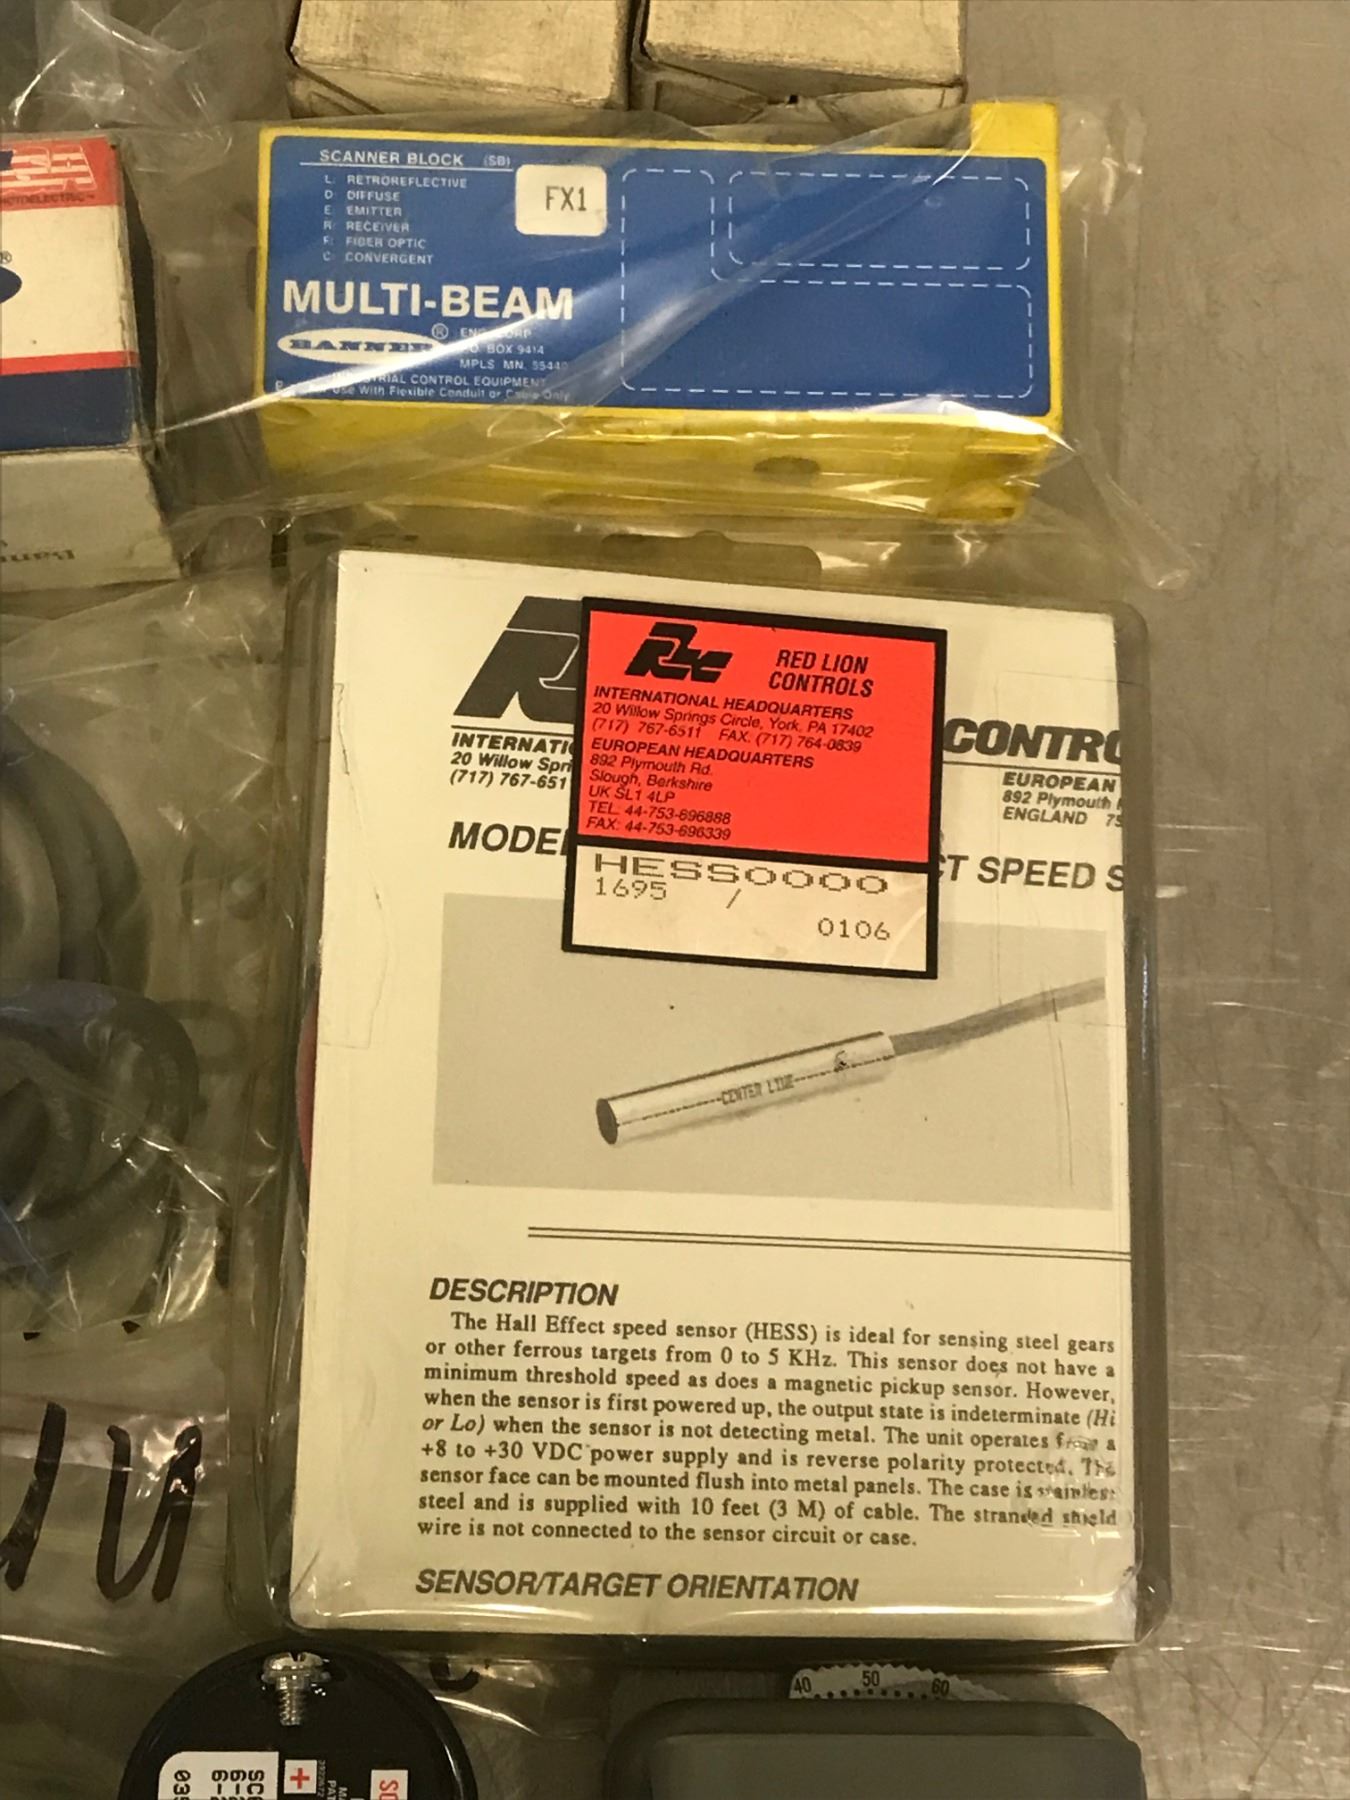 SCANNER BLOCK (SB)
L: RETROREFLECTIVE
D: DIFFUSE
E: EMITTER
R: RECEIVER
F: FIBER OPTIC
C: CONVERGENT
FX1
MULTI-BEAM
BANNER ®
ENG. CORP.
P.O. BOX 9414
MPLS. MN. 55440
INDUSTRIAL CONTROL EQUIPMENT
Use With Flexible Conduit or Cable Only
PHOTOELECTRIC
®
RLC RED LION
CONTROLS
INTERNATIONAL HEADQUARTERS
20 Willow Springs Circle, York, PA 17402
(717) 767-6511 FAX: (717) 764-0839
EUROPEAN HEADQUARTERS
892 Plymouth Rd.
Slough, Berkshire
UK SL1 4LP
TEL: 44-753-696888
FAX: 44-753-696339
HESS0000
1695 /
0106
CONTRO
INTERNATI
20 Willow Spri
(717) 767-651
EUROPEAN
892 Plymouth
ENGLAND 75
MODEL
CT SPEED S
CENTER LINE
DESCRIPTION
The Hall Effect speed sensor (HESS) is ideal for sensing steel gears
or other ferrous targets from 0 to 5 KHz. This sensor does not have a
minimum threshold speed as does a magnetic pickup sensor. However,
when the sensor is first powered up, the output state is indeterminate (Hi
or Lo) when the sensor is not detecting metal. The unit operates from a
+8 to +30 VDC power supply and is reverse polarity protected. The
sensor face can be mounted flush into metal panels. The case is stainless
steel and is supplied with 10 feet (3 M) of cable. The stranded shield
wire is not connected to the sensor circuit or case.
SENSOR/TARGET ORIENTATION
40 50 60